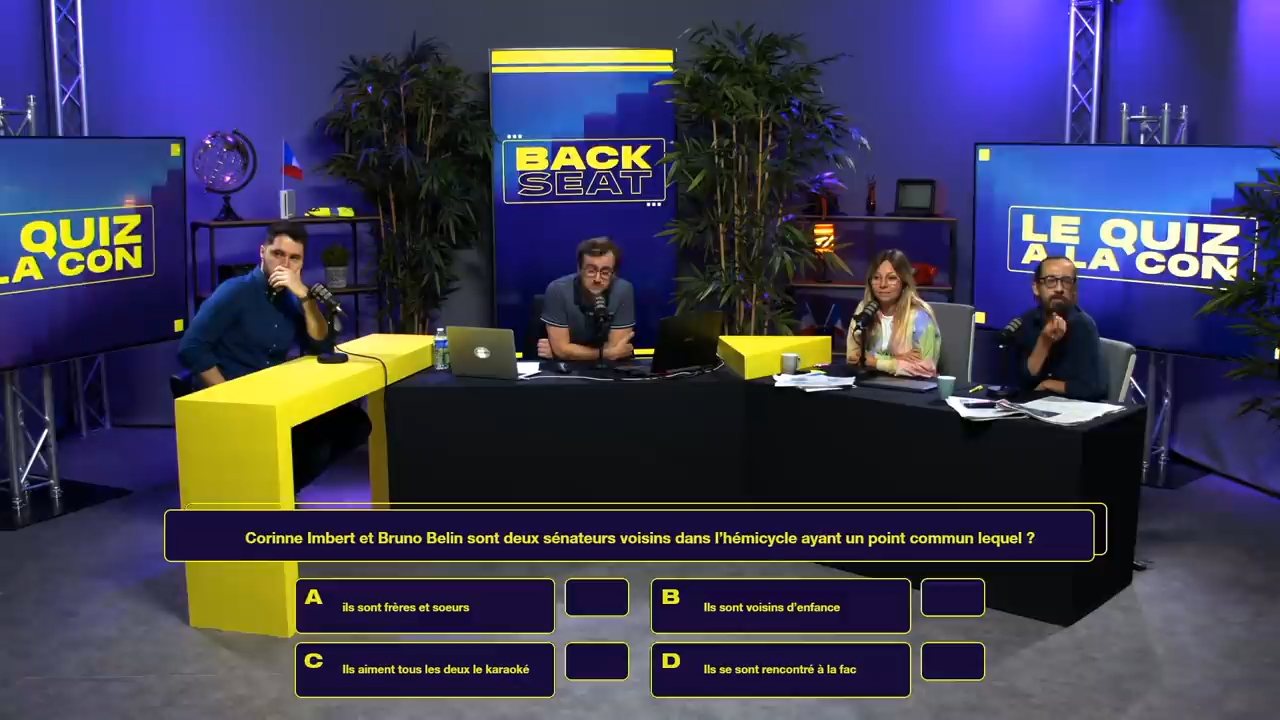 BACK
SEAT
QUIZ
LA CON
LE QUIZ
A LA CON
Corinne Imbert et Bruno Belin sont deux sénateurs voisins dans l'hémicycle ayant un point commun lequel ?
A
ils sont frères et soeurs
B
Ils sont voisins d'enfance
C
Ils aiment tous les deux le karaoké
D
Ils se sont rencontré à la fac